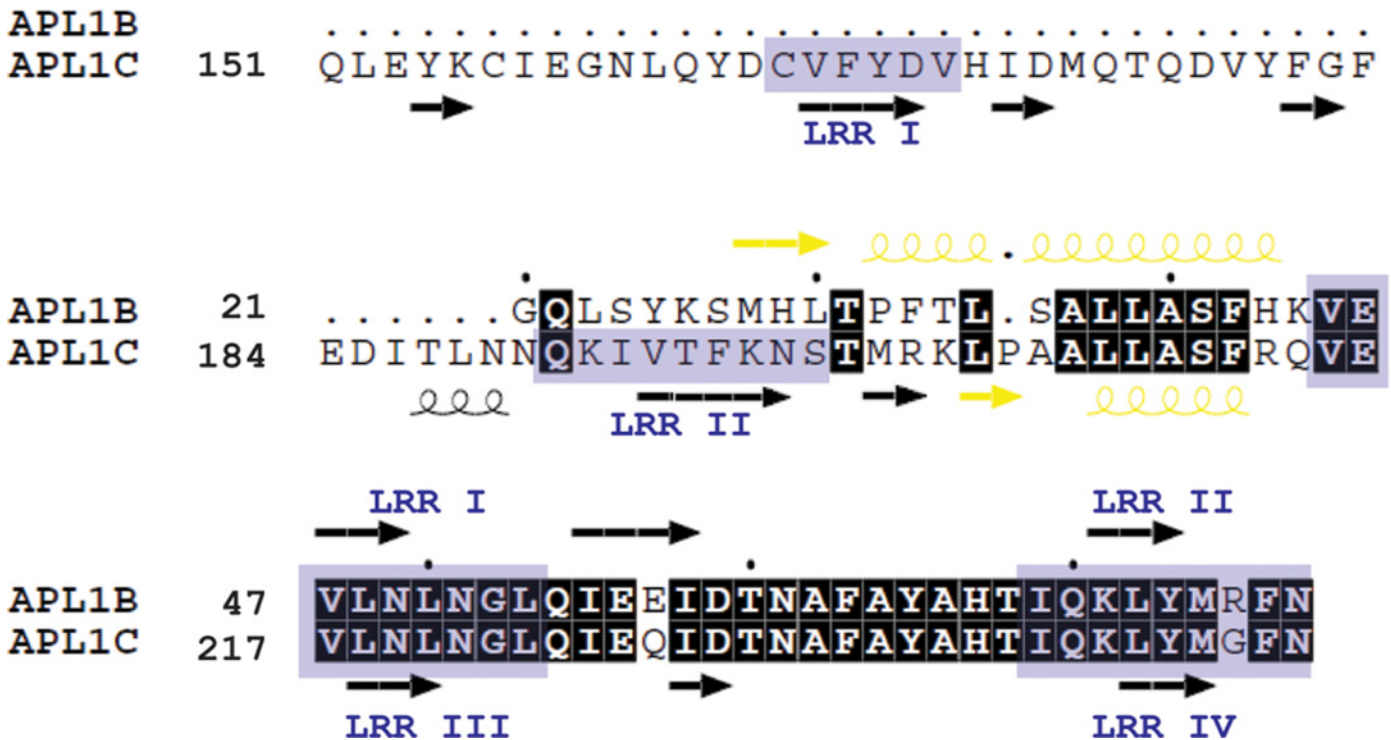 APL1B .................................
APL1C 151 QLEYKCIEGNLQYDCVFYDVHIDMQTQDVYFGF
LRR I
APL1B 21 ......GQLSYKSMHLTPFTL.SALLASFHKVE
APL1C 184 EDITLNNQKIVTFKNSTMRKLPAALLASFRQVE
LRR II
LRR I LRR II
APL1B 47 VLNLNGLQIEEIDTNAFAYAHTIQKLYMRFN
APL1C 217 VLNLNGLQIEQIDTNAFAYAHTIQKLYMGFN
LRR III LRR IV